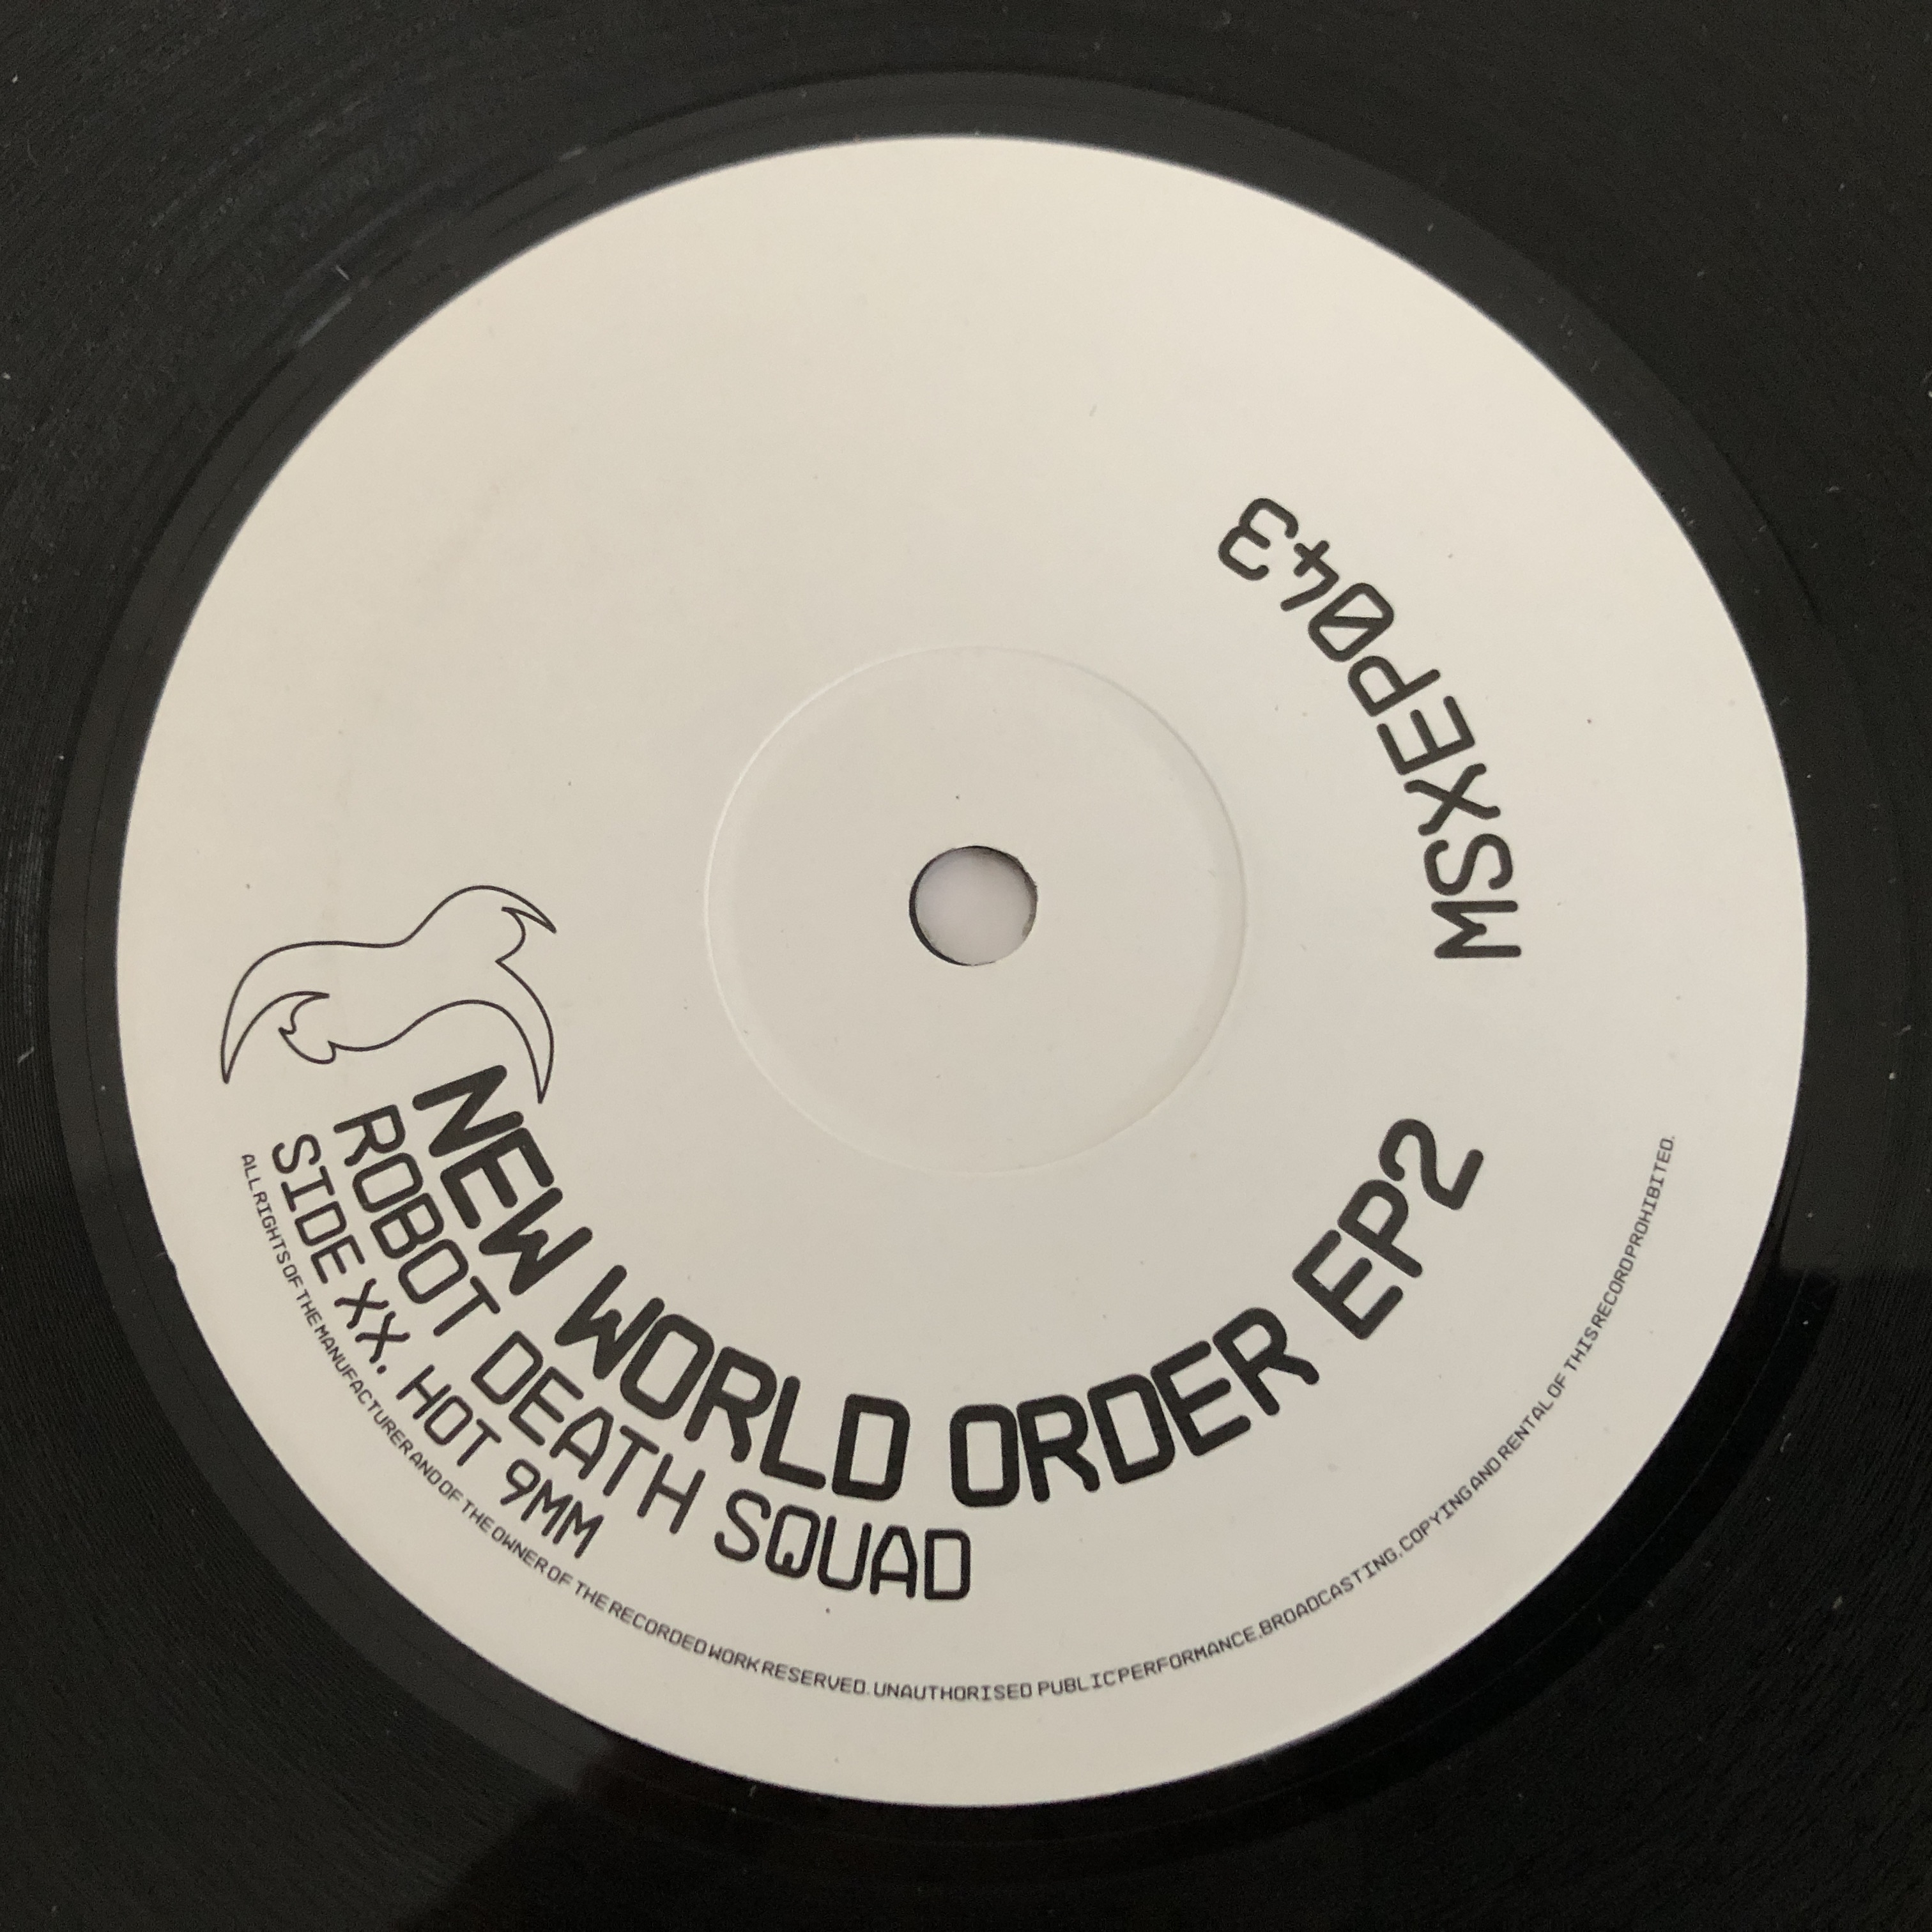 NEW WORLD ORDER EP2
ROBOT DEATH SQUAD
SIDE XX. HOT 9MM
ALL RIGHTS OF THE MANUFACTURER AND OF THE OWNER OF THE RECORDED WORK RESERVED. UNAUTHORISED PUBLIC PERFORMANCE, BROADCASTING, COPYING AND RENTAL OF THIS RECORD PROHIBITED.
MSXEP043